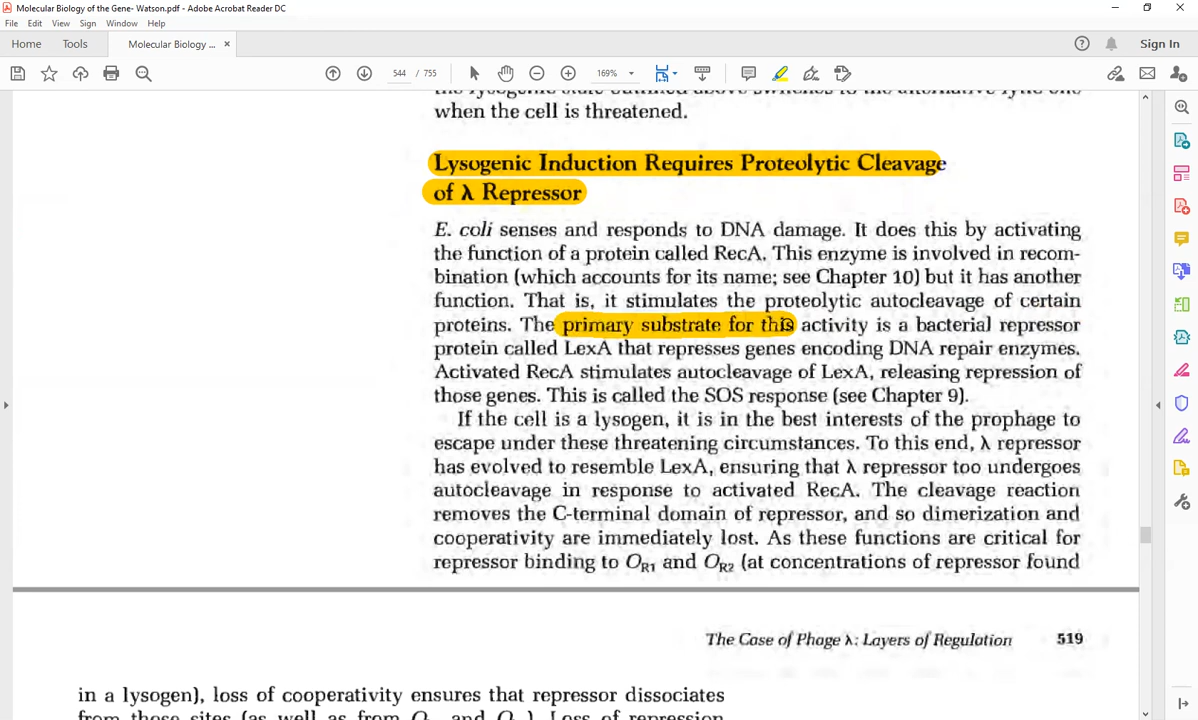 Molecular Biology of the Gene- Watson.pdf - Adobe Acrobat Reader DC
File Edit View Sign Window Help
Home Tools Molecular Biology ... × Sign In
544 / 755 169%
when the cell is threatened.
Lysogenic Induction Requires Proteolytic Cleavage
of λ Repressor
E. coli senses and responds to DNA damage. It does this by activating
the function of a protein called RecA. This enzyme is involved in recom-
bination (which accounts for its name; see Chapter 10) but it has another
function. That is, it stimulates the proteolytic autocleavage of certain
proteins. The primary substrate for this activity is a bacterial repressor
protein called LexA that represses genes encoding DNA repair enzymes.
Activated RecA stimulates autocleavage of LexA, releasing repression of
those genes. This is called the SOS response (see Chapter 9).
If the cell is a lysogen, it is in the best interests of the prophage to
escape under these threatening circumstances. To this end, λ repressor
has evolved to resemble LexA, ensuring that λ repressor too undergoes
autocleavage in response to activated RecA. The cleavage reaction
removes the C-terminal domain of repressor, and so dimerization and
cooperativity are immediately lost. As these functions are critical for
repressor binding to OR1 and OR2 (at concentrations of repressor found
The Case of Phage λ: Layers of Regulation 519
in a lysogen), loss of cooperativity ensures that repressor dissociates